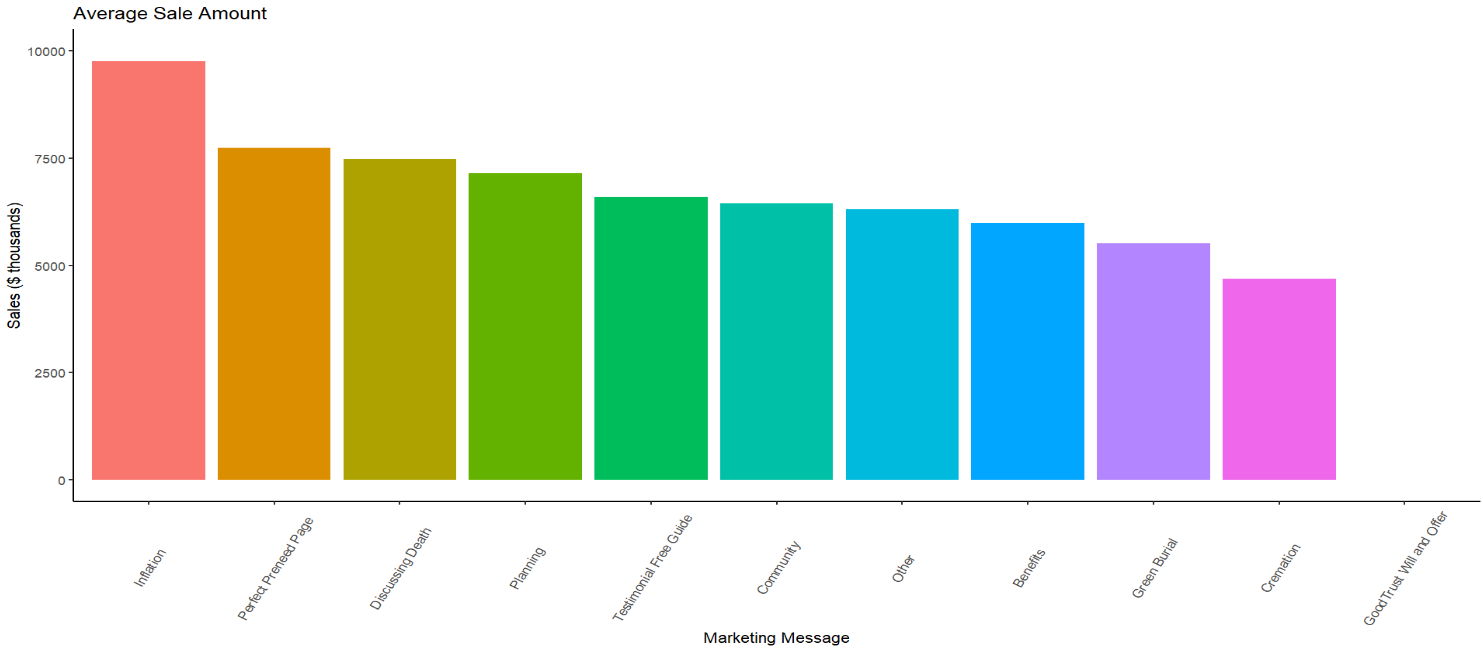 Average Sale Amount
10000
7500
5000
2500
0
Sales ($ thousands)
Inflation
Perfect Preneed Page
Discussing Death
Planning
Testimonial Free Guide
Community
Other
Benefits
Green Burial
Cremation
GoodTrust Will and Offer
Marketing Message